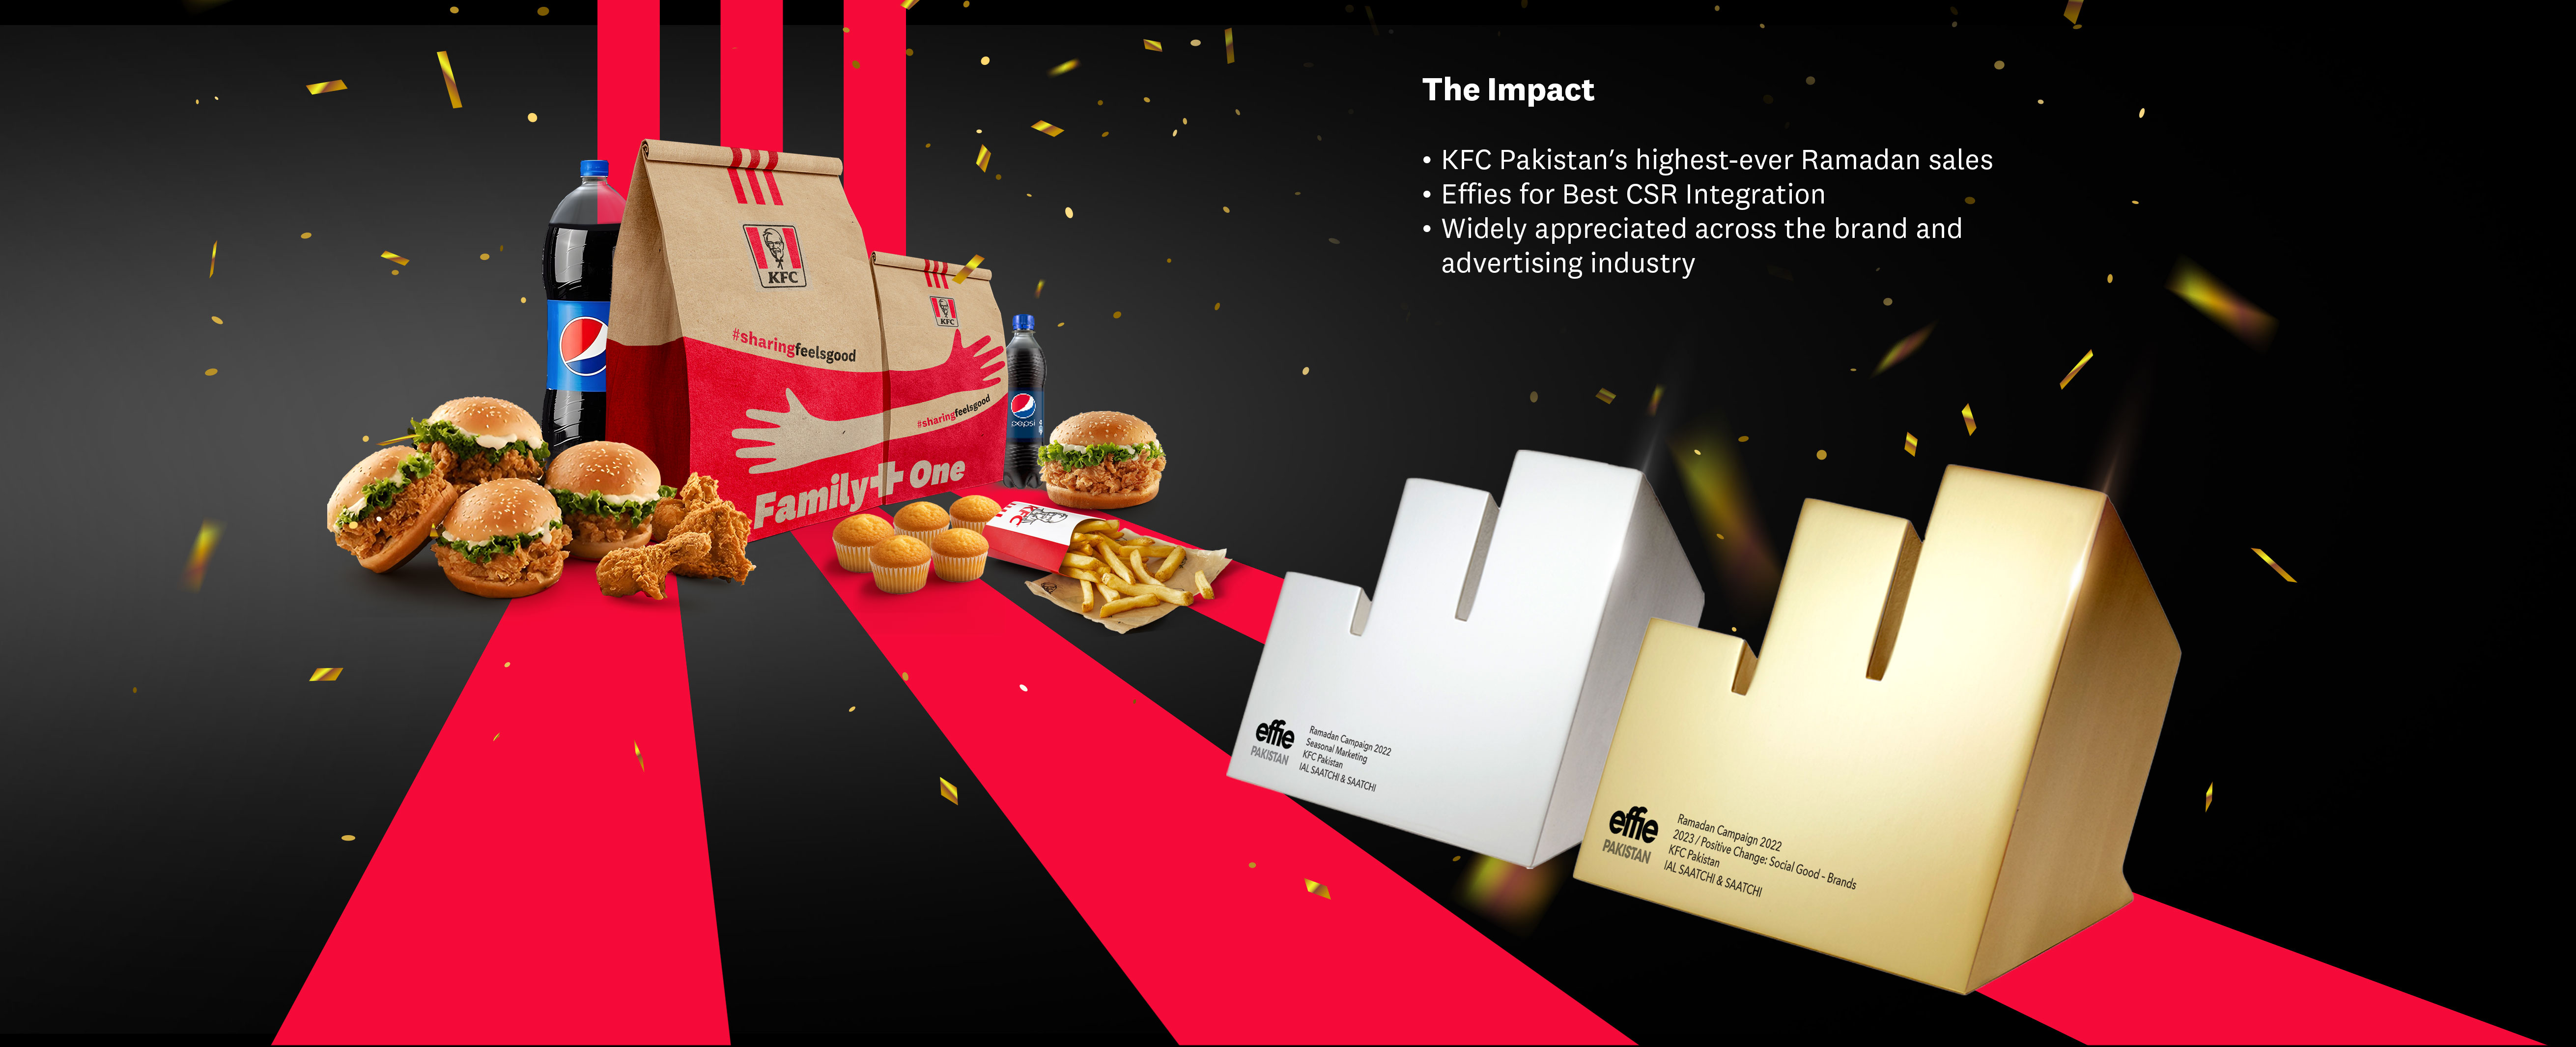 The Impact
• KFC Pakistan's highest-ever Ramadan sales
• Effies for Best CSR Integration
• Widely appreciated across the brand and
advertising industry
KFC
#sharingfeelsgood
KFC
#sharingfeelsgood
Family+One
pepsi
KFC
effie
PAKISTAN
Ramadan Campaign 2022
Seasonal Marketing
KFC Pakistan
IAL SAATCHI & SAATCHI
effie
PAKISTAN
Ramadan Campaign 2022
2023 / Positive Change: Social Good - Brands
KFC Pakistan
IAL SAATCHI & SAATCHI